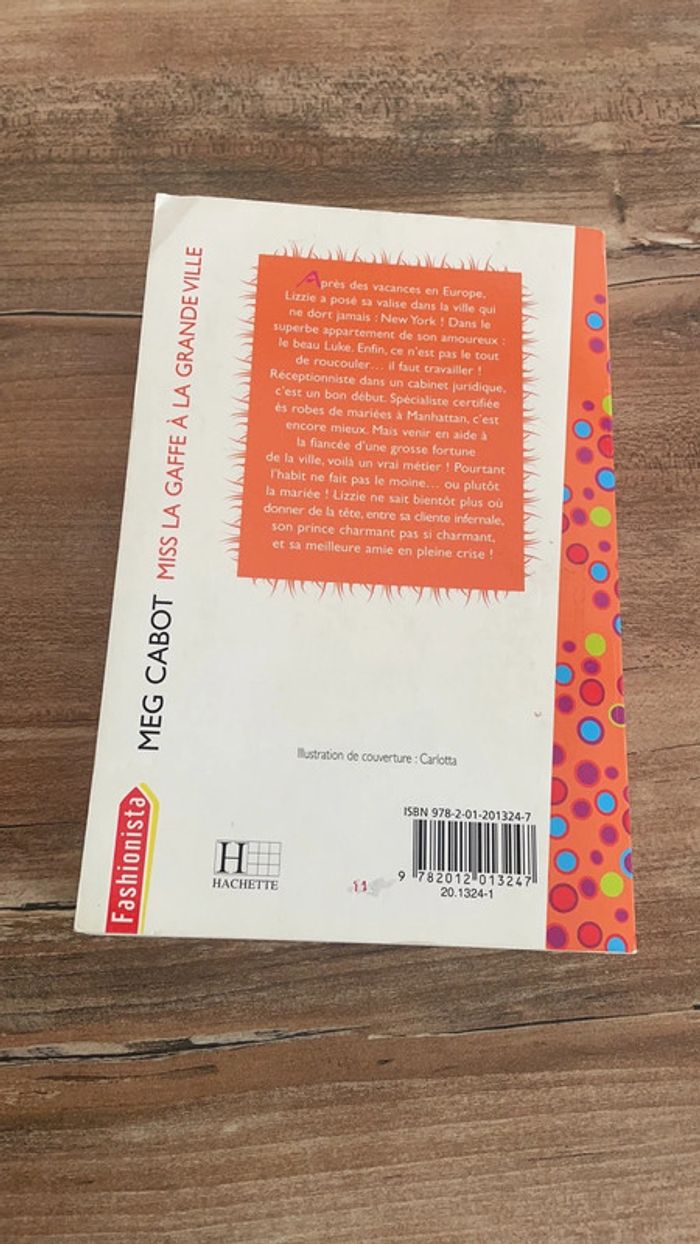 MEG CABOT MISS LA GAFFE À LA GRANDE VILLE
Après des vacances en Europe,
Lizzie a posé sa valise dans la ville qui
ne dort jamais : New York ! Dans le
superbe appartement de son amoureux :
le beau Luke. Enfin, ce n'est pas le tout
de roucouler... il faut travailler !
Réceptionniste dans un cabinet juridique,
c'est un bon début. Spécialiste certifiée
ès robes de mariées à Manhattan, c'est
encore mieux. Mais venir en aide à
la fiancée d'une grosse fortune
de la ville, voilà un vrai métier ! Pourtant
l'habit ne fait pas le moine... ou plutôt
la mariée ! Lizzie ne sait bientôt plus où
donner de la tête, entre sa cliente infernale,
son prince charmant pas si charmant,
et sa meilleure amie en pleine crise !
Illustration de couverture : Carlotta
Fashionista
H
HACHETTE
11
ISBN 978-2-01-201324-7
9 782012 013247
20.1324-1